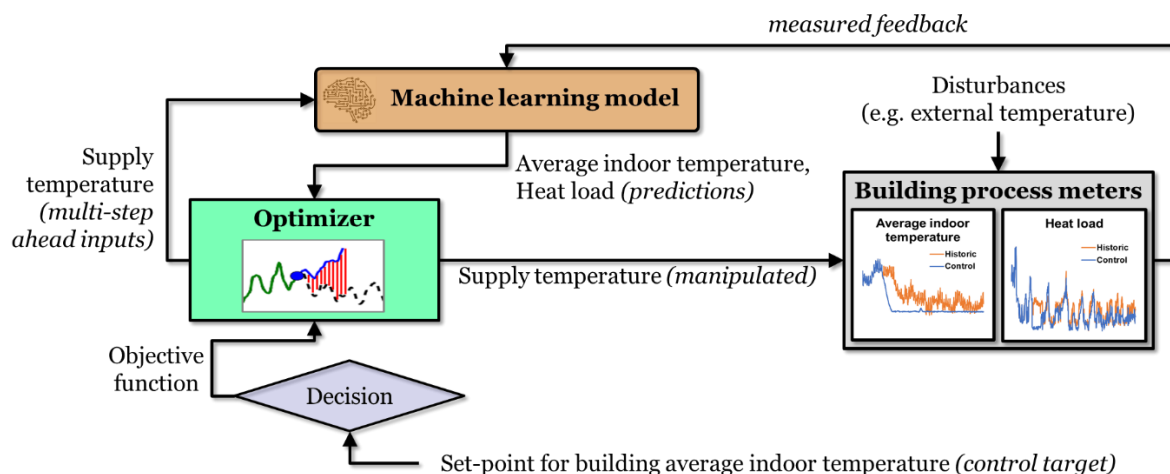 measured feedback
Machine learning model
Disturbances
(e.g. external temperature)
Supply
temperature
(multi-step
ahead inputs)
Average indoor temperature,
Heat load (predictions)
Building process meters
Optimizer
Average indoor
temperature
Historic
Control
Heat load
Historic
Control
Supply temperature (manipulated)
Objective
function
Decision
Set-point for building average indoor temperature (control target)